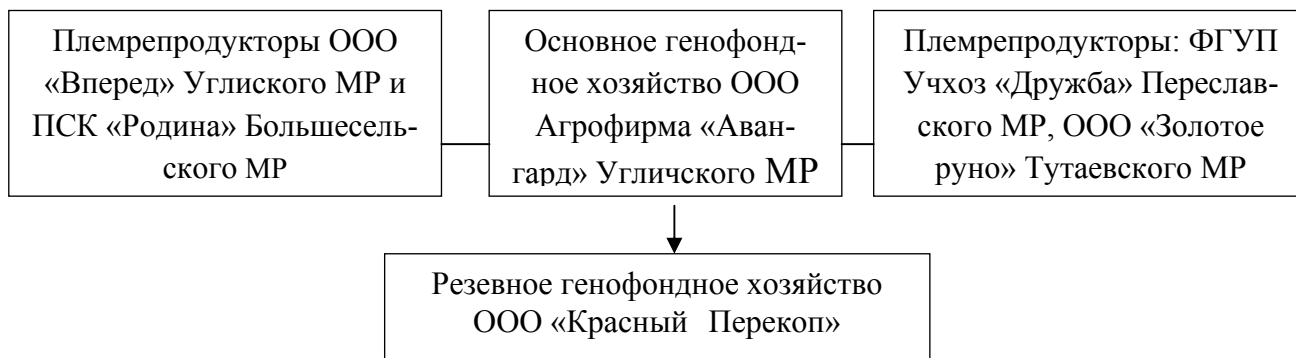 Племрепродукторы ООО
«Вперед» Углиского МР и
ПСК «Родина» Большесель-
ского МР
Основное генофонд-
ное хозяйство ООО
Агрофирма «Аван-
гард» Угличского МР
Племрепродукторы: ФГУП
Учхоз «Дружба» Переслав-
ского МР, ООО «Золотое
руно» Тутаевского МР
Резевное генофондное хозяйство
ООО «Красный Перекоп»